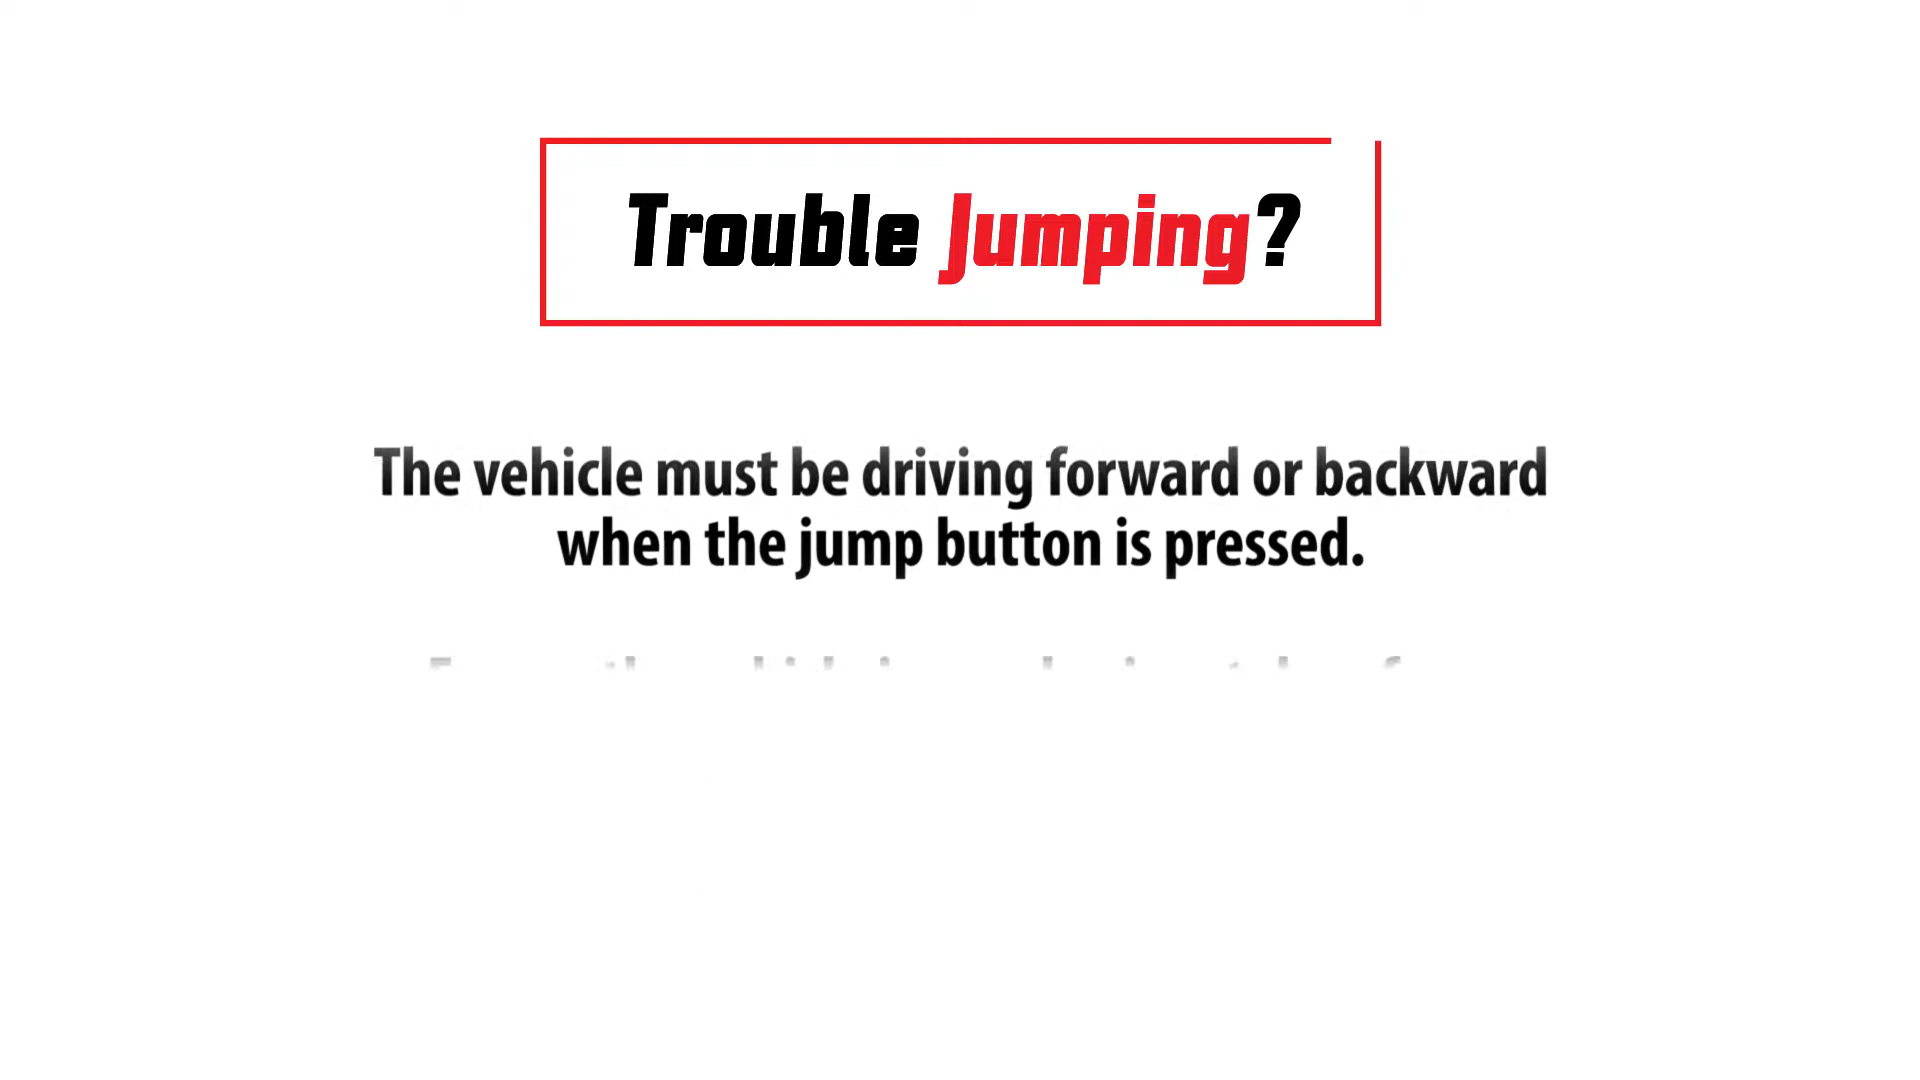 Trouble Jumping?
The vehicle must be driving forward or backward
when the jump button is pressed.